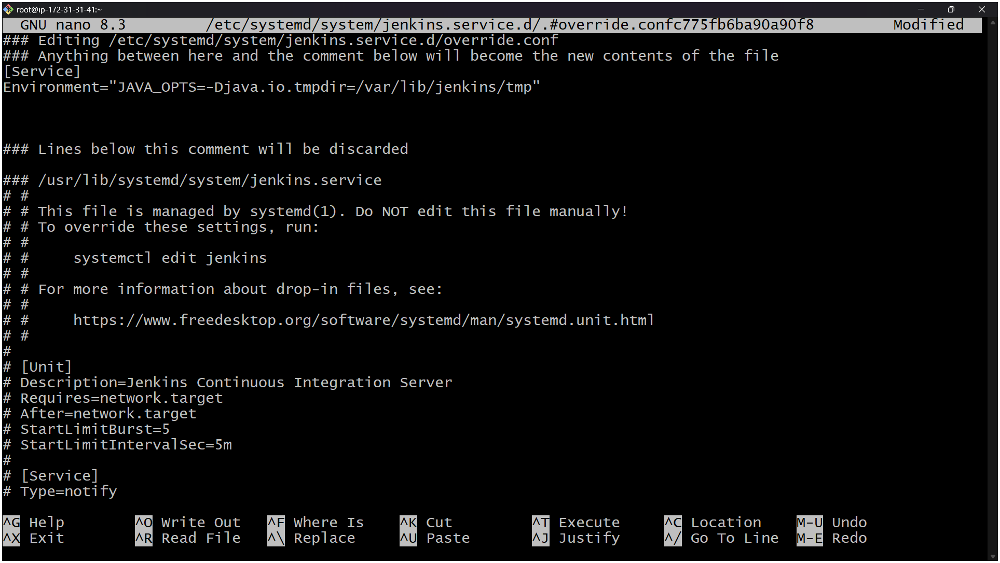 root@ip-172-31-31-41:~
GNU nano 8.3 /etc/systemd/system/jenkins.service.d/.#override.confc775fb6ba90a90f8 Modified
### Editing /etc/systemd/system/jenkins.service.d/override.conf
### Anything between here and the comment below will become the new contents of the file
[Service]
Environment="JAVA_OPTS=-Djava.io.tmpdir=/var/lib/jenkins/tmp"
### Lines below this comment will be discarded
### /usr/lib/systemd/system/jenkins.service
# #
# # This file is managed by systemd(1). Do NOT edit this file manually!
# # To override these settings, run:
# #
# #     systemctl edit jenkins
# #
# # For more information about drop-in files, see:
# #
# #     https://www.freedesktop.org/software/systemd/man/systemd.unit.html
# #
#
# [Unit]
# Description=Jenkins Continuous Integration Server
# Requires=network.target
# After=network.target
# StartLimitBurst=5
# StartLimitIntervalSec=5m
#
# [Service]
# Type=notify
^G Help ^O Write Out ^F Where Is ^K Cut ^T Execute ^C Location M-U Undo
^X Exit ^R Read File ^\ Replace ^U Paste ^J Justify ^/ Go To Line M-E Redo